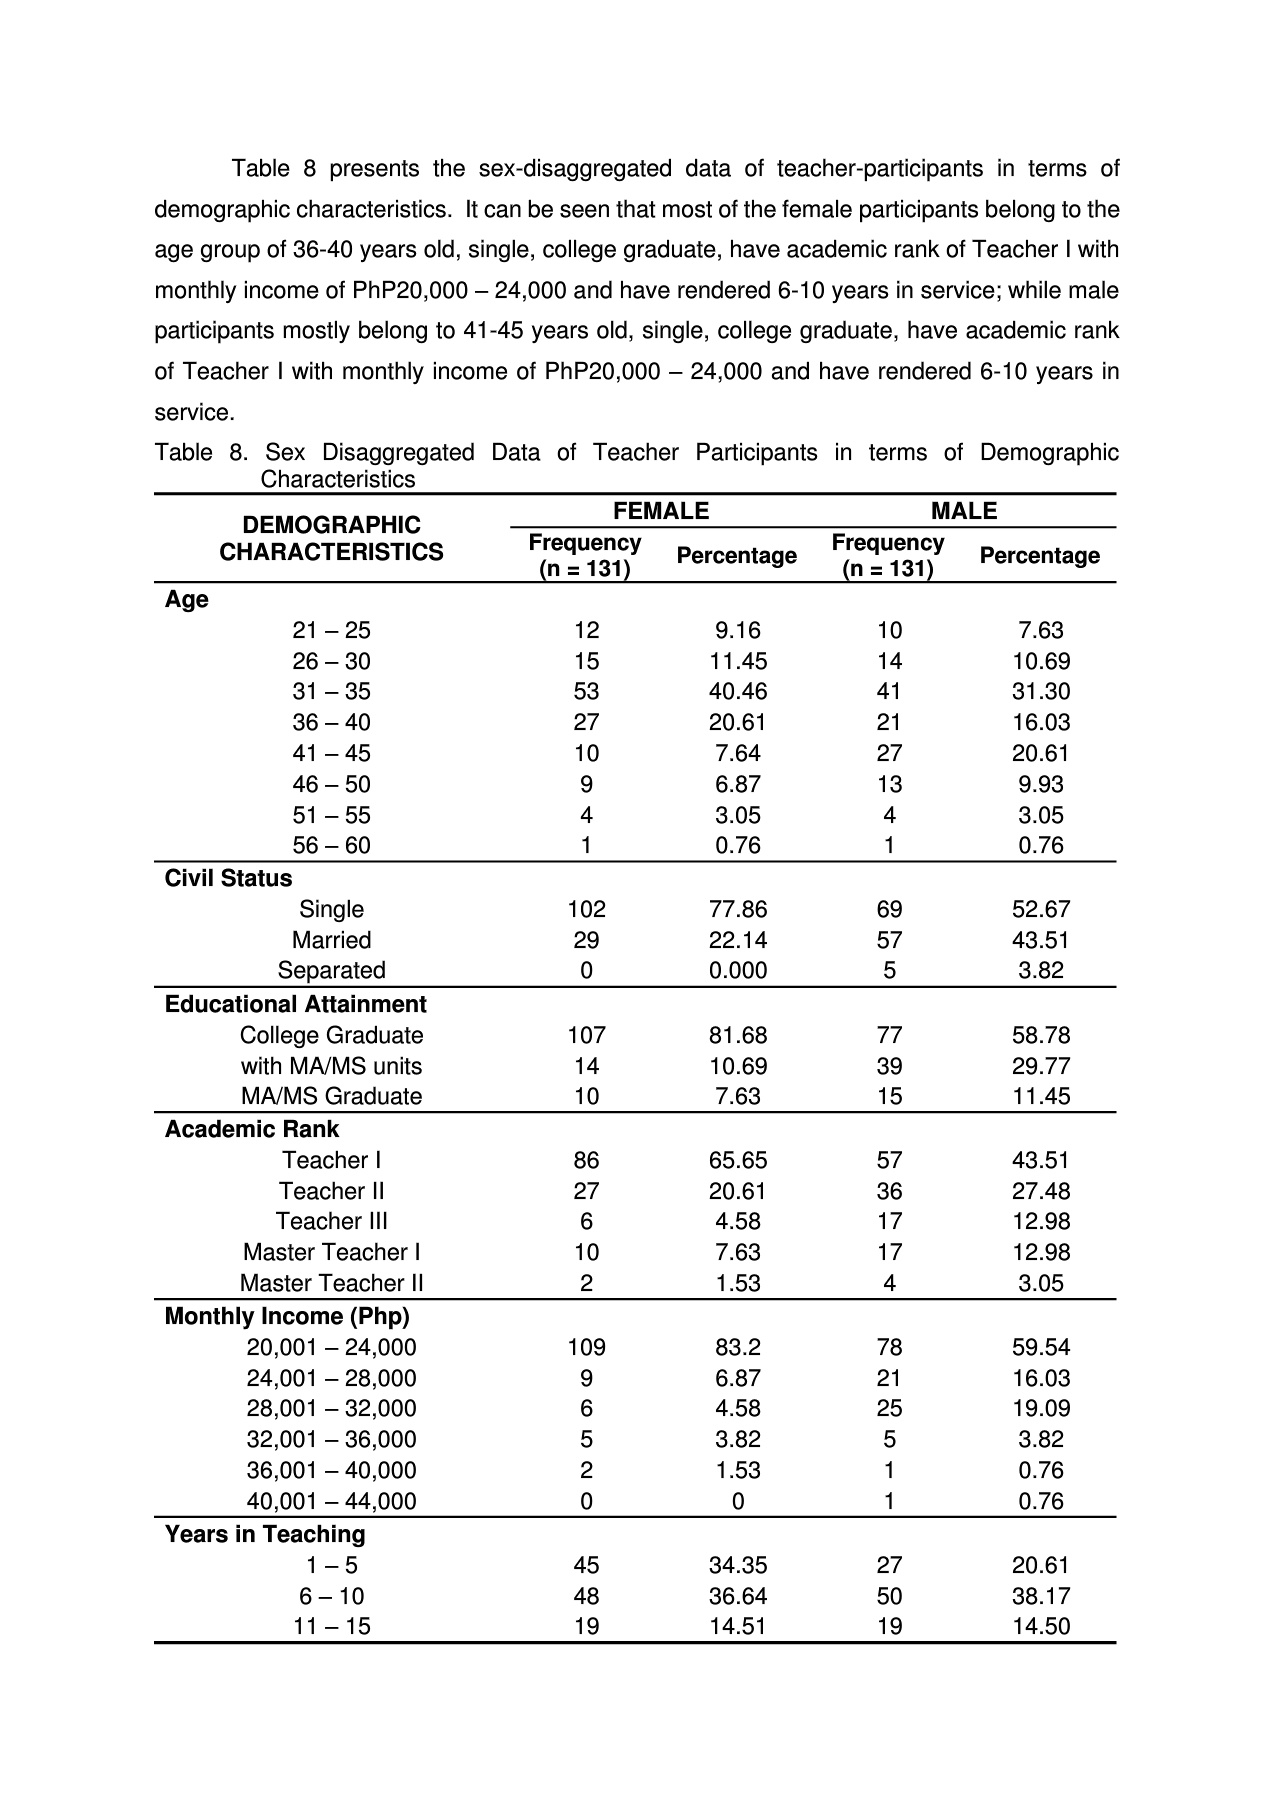 Table 8 presents the sex-disaggregated data of teacher-participants in terms of
demographic characteristics. It can be seen that most of the female participants belong to the
age group of 36-40 years old, single, college graduate, have academic rank of Teacher I with
monthly income of PhP20,000 – 24,000 and have rendered 6-10 years in service; while male
participants mostly belong to 41-45 years old, single, college graduate, have academic rank
of Teacher I with monthly income of PhP20,000 – 24,000 and have rendered 6-10 years in
service.
Table 8. Sex Disaggregated Data of Teacher Participants in terms of Demographic
Characteristics
DEMOGRAPHIC CHARACTERISTICS FEMALE MALE
Frequency (n = 131) Percentage Frequency (n = 131) Percentage
Age
21 – 25 12 9.16 10 7.63
26 – 30 15 11.45 14 10.69
31 – 35 53 40.46 41 31.30
36 – 40 27 20.61 21 16.03
41 – 45 10 7.64 27 20.61
46 – 50 9 6.87 13 9.93
51 – 55 4 3.05 4 3.05
56 – 60 1 0.76 1 0.76
Civil Status
Single 102 77.86 69 52.67
Married 29 22.14 57 43.51
Separated 0 0.000 5 3.82
Educational Attainment
College Graduate 107 81.68 77 58.78
with MA/MS units 14 10.69 39 29.77
MA/MS Graduate 10 7.63 15 11.45
Academic Rank
Teacher I 86 65.65 57 43.51
Teacher II 27 20.61 36 27.48
Teacher III 6 4.58 17 12.98
Master Teacher I 10 7.63 17 12.98
Master Teacher II 2 1.53 4 3.05
Monthly Income (Php)
20,001 – 24,000 109 83.2 78 59.54
24,001 – 28,000 9 6.87 21 16.03
28,001 – 32,000 6 4.58 25 19.09
32,001 – 36,000 5 3.82 5 3.82
36,001 – 40,000 2 1.53 1 0.76
40,001 – 44,000 0 0 1 0.76
Years in Teaching
1 – 5 45 34.35 27 20.61
6 – 10 48 36.64 50 38.17
11 – 15 19 14.51 19 14.50